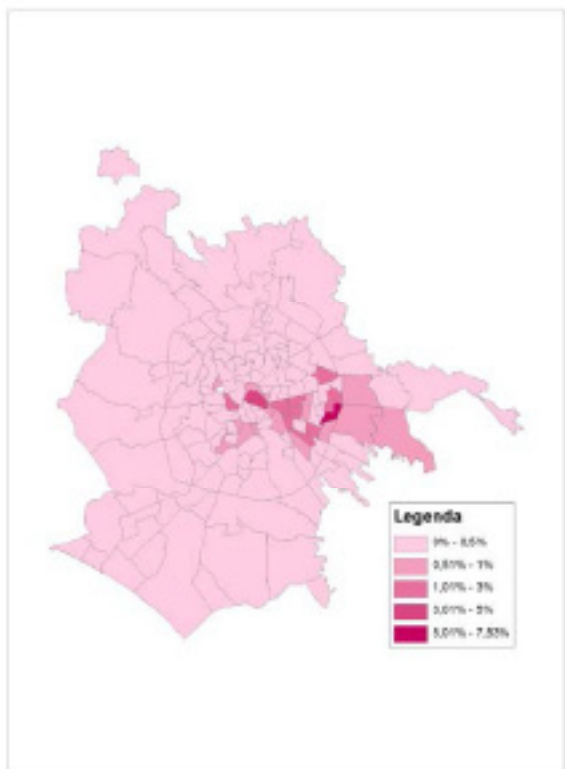 Legenda
0% - 0,5%
0,51% - 1%
1,01% - 3%
3,01% - 5%
5,01% - 7,53%